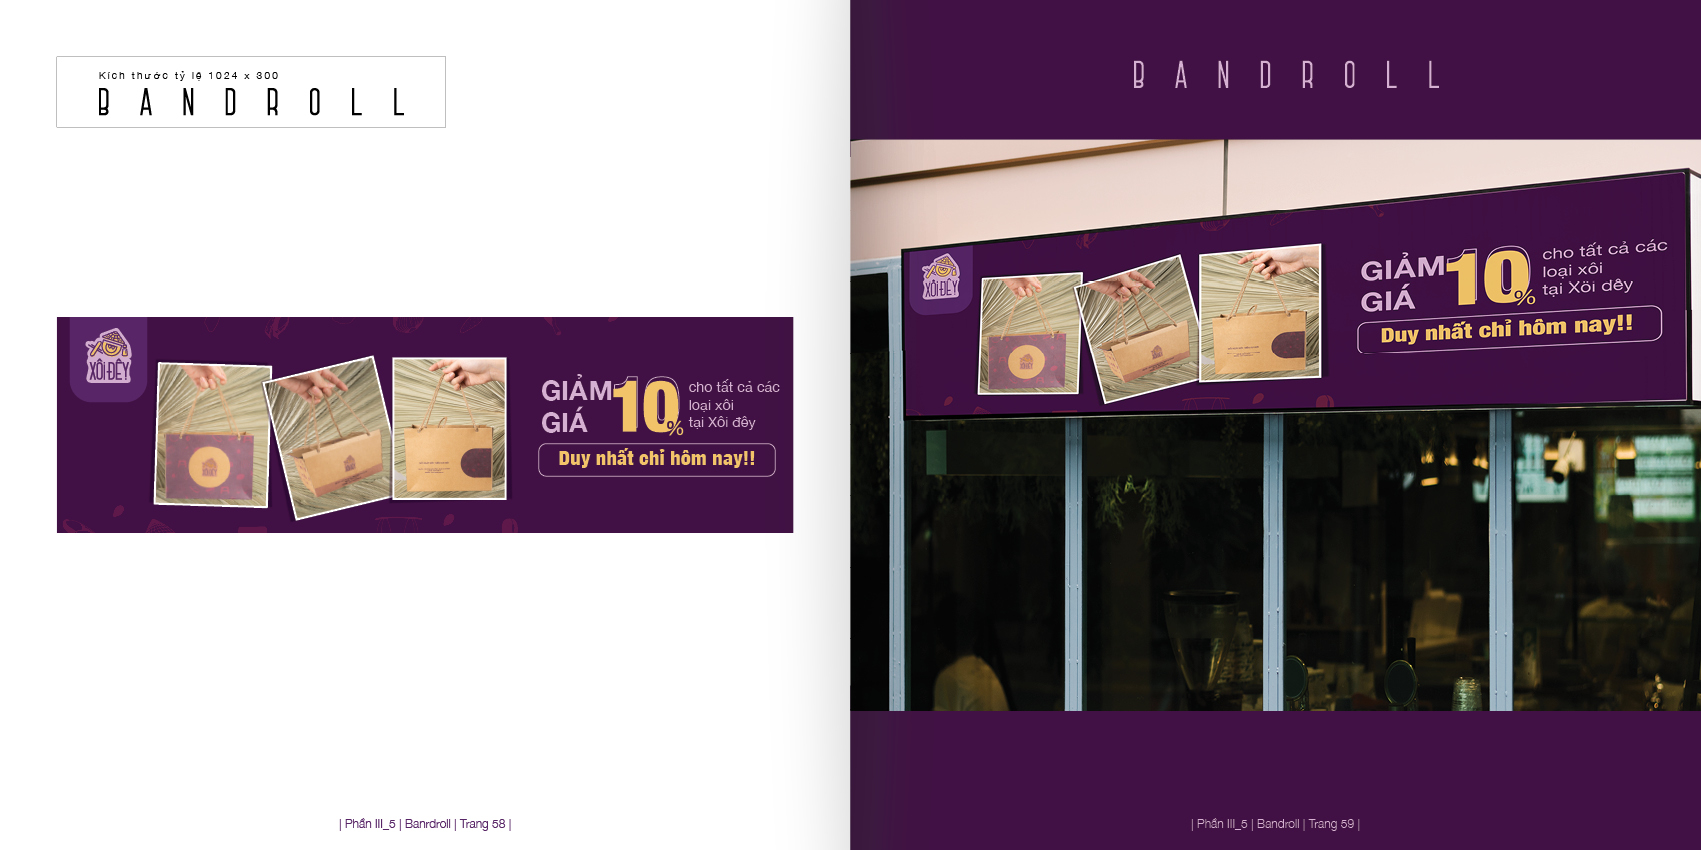 Kích thước tỷ lệ 1024 x 300
BANDROLL
XÔI ĐÊY
GIẢM
GIÁ
10%
cho tất cả các
loại xôi
tại Xôi đêy
Duy nhất chỉ hôm nay!!
| Phần III_5 | Banrdroll | Trang 58 |
BANDROLL
XÔI ĐÊY
GIẢM
GIÁ
10%
cho tất cả các
loại xôi
tại Xôi đêy
Duy nhất chỉ hôm nay!!
| Phần III_5 | Bandroll | Trang 59 |